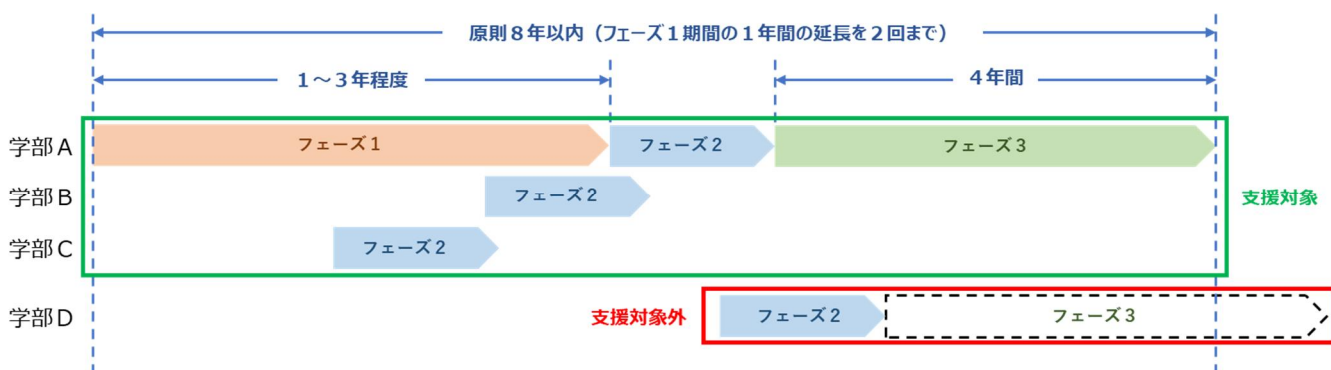 原則8年以内（フェーズ1期間の1年間の延長を2回まで）
1～3年程度
4年間
学部A
フェーズ1
フェーズ2
フェーズ3
学部B
フェーズ2
支援対象
学部C
フェーズ2
学部D
支援対象外
フェーズ2
フェーズ3